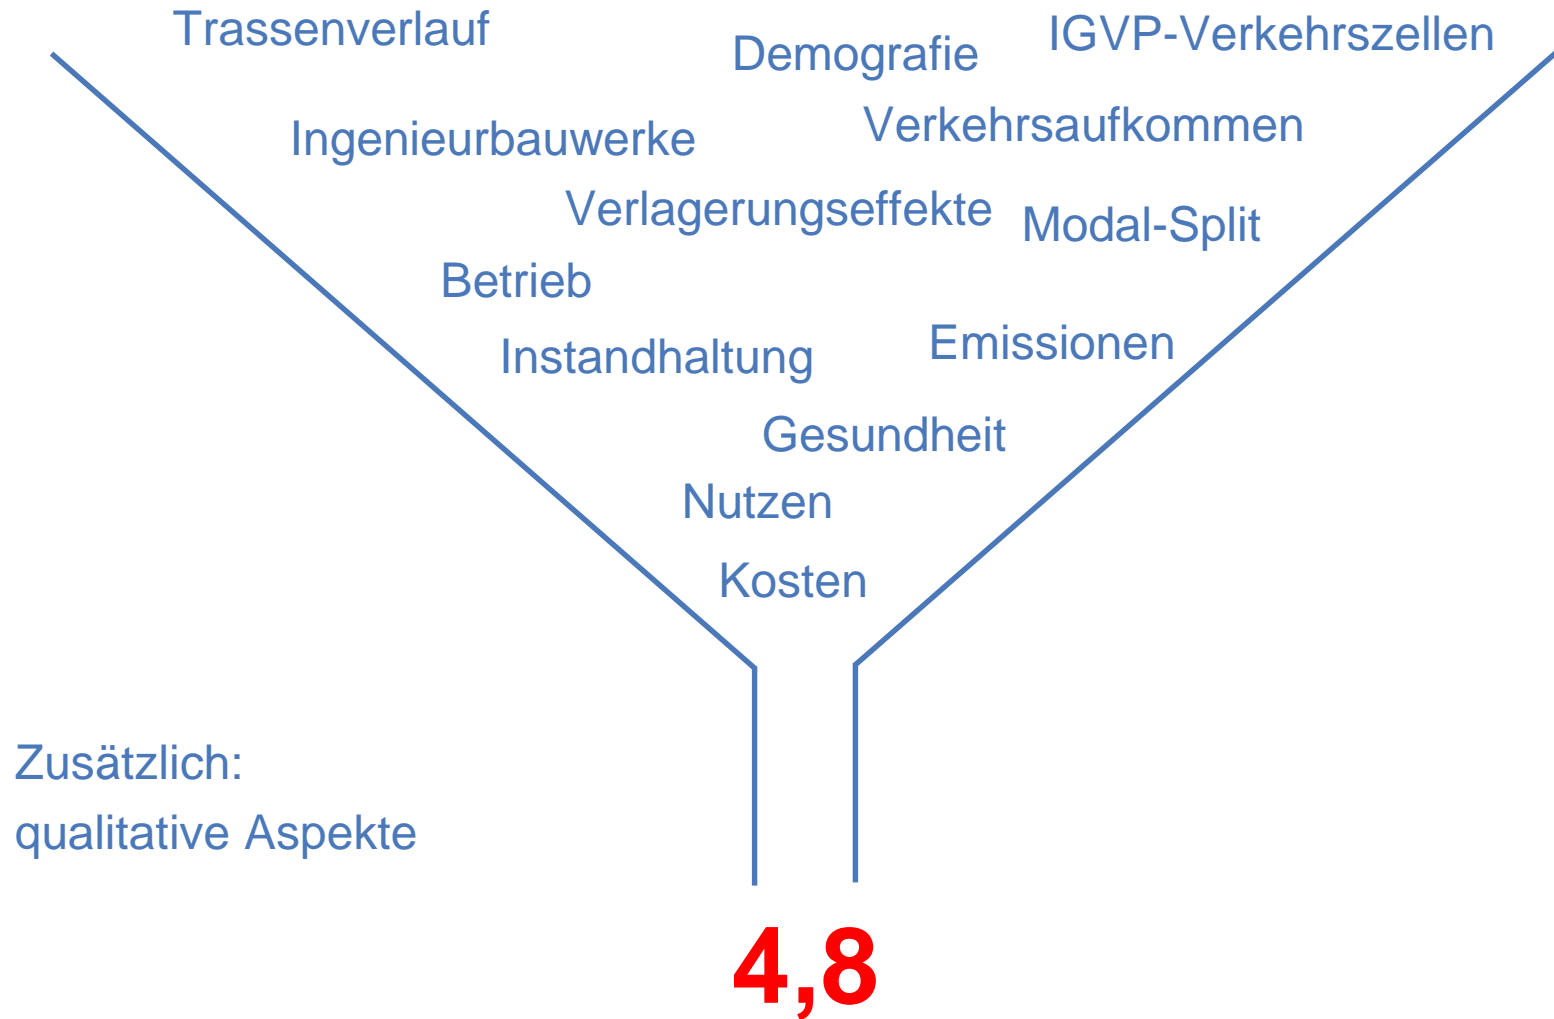 Trassenverlauf
Demografie
IGVP-Verkehrszellen
Ingenieurbauwerke
Verkehrsaufkommen
Verlagerungseffekte
Modal-Split
Betrieb
Instandhaltung
Emissionen
Gesundheit
Nutzen
Kosten
Zusätzlich:
qualitative Aspekte
4,8